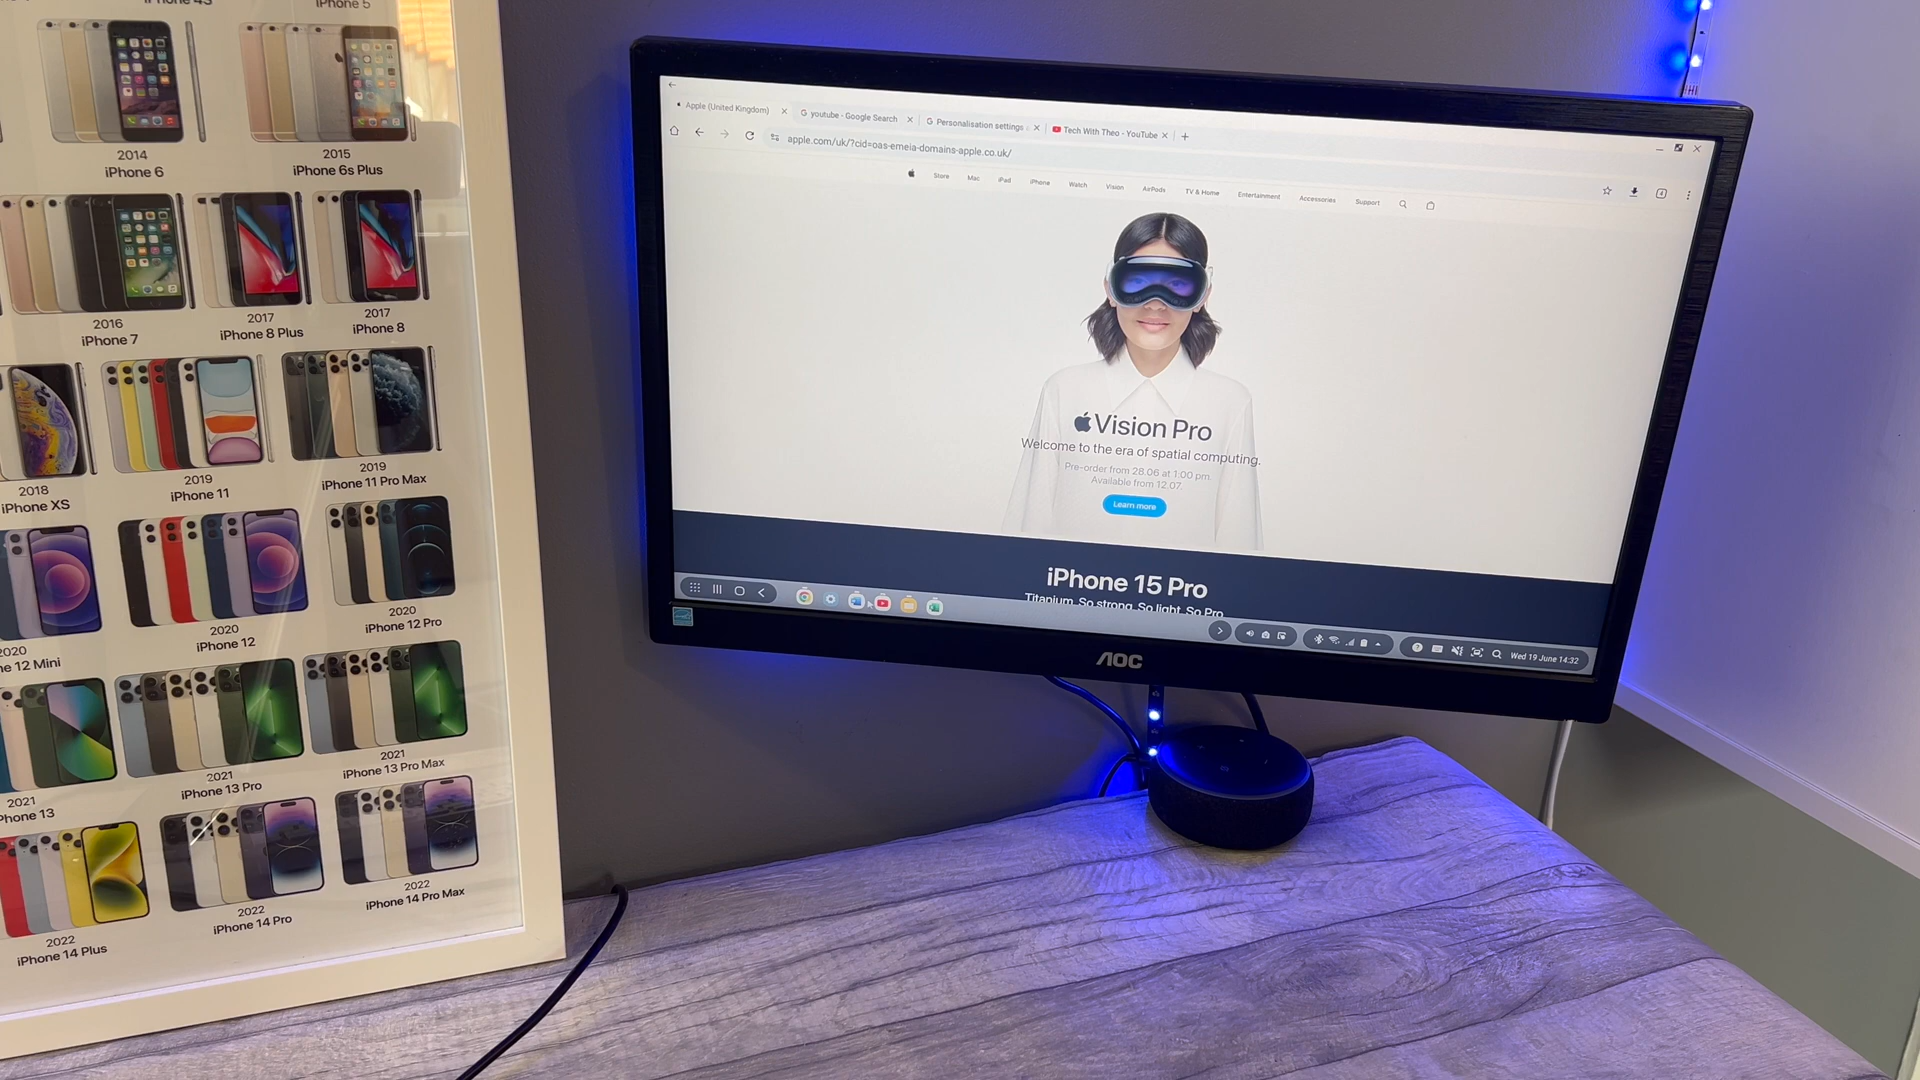 iPhone 4S
iPhone 5
2014
iPhone 6
2015
iPhone 6s Plus
2016
iPhone 7
2017
iPhone 8 Plus
2017
iPhone 8
2018
iPhone XS
2019
iPhone 11
2019
iPhone 11 Pro Max
2020
ne 12 Mini
2020
iPhone 12
2020
iPhone 12 Pro
2021
Phone 13
2021
iPhone 13 Pro
2021
iPhone 13 Pro Max
2022
iPhone 14 Plus
2022
iPhone 14 Pro
2022
iPhone 14 Pro Max
Apple (United Kingdom)
youtube - Google Search
Personalisation settings
Tech With Theo - YouTube
apple.com/uk/?cid=oas-emeia-domains-apple.co.uk/
Store Mac iPad iPhone Watch Vision AirPods TV & Home Entertainment Accessories Support
Vision Pro
Welcome to the era of spatial computing.
Pre-order from 28.06 at 1:00 pm.
Available from 12.07.
Learn more
iPhone 15 Pro
Titanium. So strong. So light. So Pro.
Wed 19 June 14:32
AOC